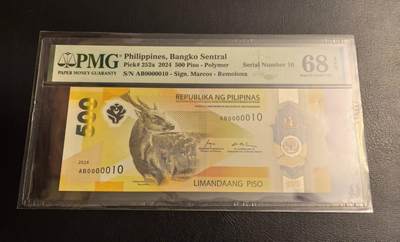 PMG
PAPER MONEY GUARANTY
Philippines, Bangko Sentral
Pick# 252a 2024 500 Piso - Polymer
S/N AB0000010 - Sign. Marcos - Remolona
Serial Number 10
68
REPUBLIKA NG PILIPINAS
AB0000010
500
2024
AB0000010
LIMANDAANG PISO